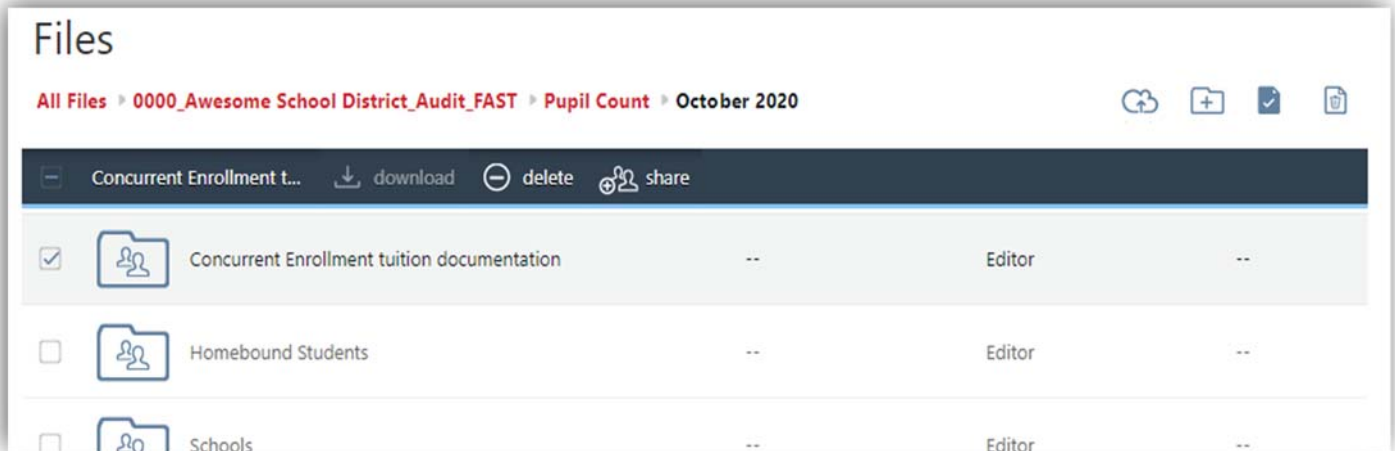 Files
All Files 0000_Awesome School District_Audit_FAST Pupil Count October 2020
Concurrent Enrollment t... download delete share
Concurrent Enrollment tuition documentation -- Editor --
Homebound Students -- Editor --
Schools -- Editor --